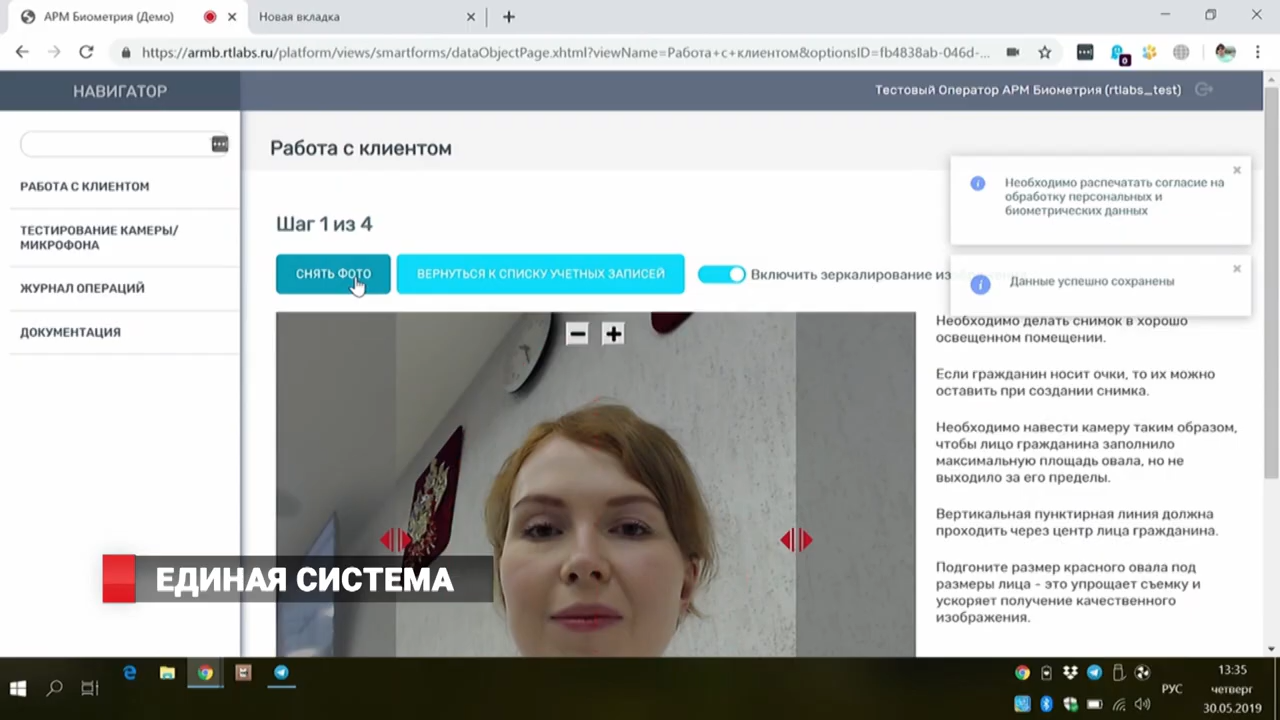 АРМ Биометрия (Демо)
Новая вкладка
https://armb.rtlabs.ru/platform/views/smartforms/dataObjectPage.xhtml?viewName=Работа+с+клиентом&optionsID=fb4838ab-046d-...
НАВИГАТОР
Тестовый Оператор АРМ Биометрия (rtlabs_test)
РАБОТА С КЛИЕНТОМ
ТЕСТИРОВАНИЕ КАМЕРЫ/
МИКРОФОНА
ЖУРНАЛ ОПЕРАЦИЙ
ДОКУМЕНТАЦИЯ
Работа с клиентом
Шаг 1 из 4
СНЯТЬ ФОТО
ВЕРНУТЬСЯ К СПИСКУ УЧЕТНЫХ ЗАПИСЕЙ
Включить зеркалирование
Необходимо распечатать согласие на
обработку персональных и
биометрических данных
Данные успешно сохранены
Необходимо делать снимок в хорошо
освещенном помещении.
Если гражданин носит очки, то их можно
оставить при создании снимка.
Необходимо навести камеру таким образом,
чтобы лицо гражданина заполнило
максимальную площадь овала, но не
выходило за его пределы.
Вертикальная пунктирная линия должна
проходить через центр лица гражданина.
Подгоните размер красного овала под
размеры лица - это упрощает съемку и
ускоряет получение качественного
изображения.
ЕДИНАЯ СИСТЕМА
РУС
13:35
четверг
30.05.2019